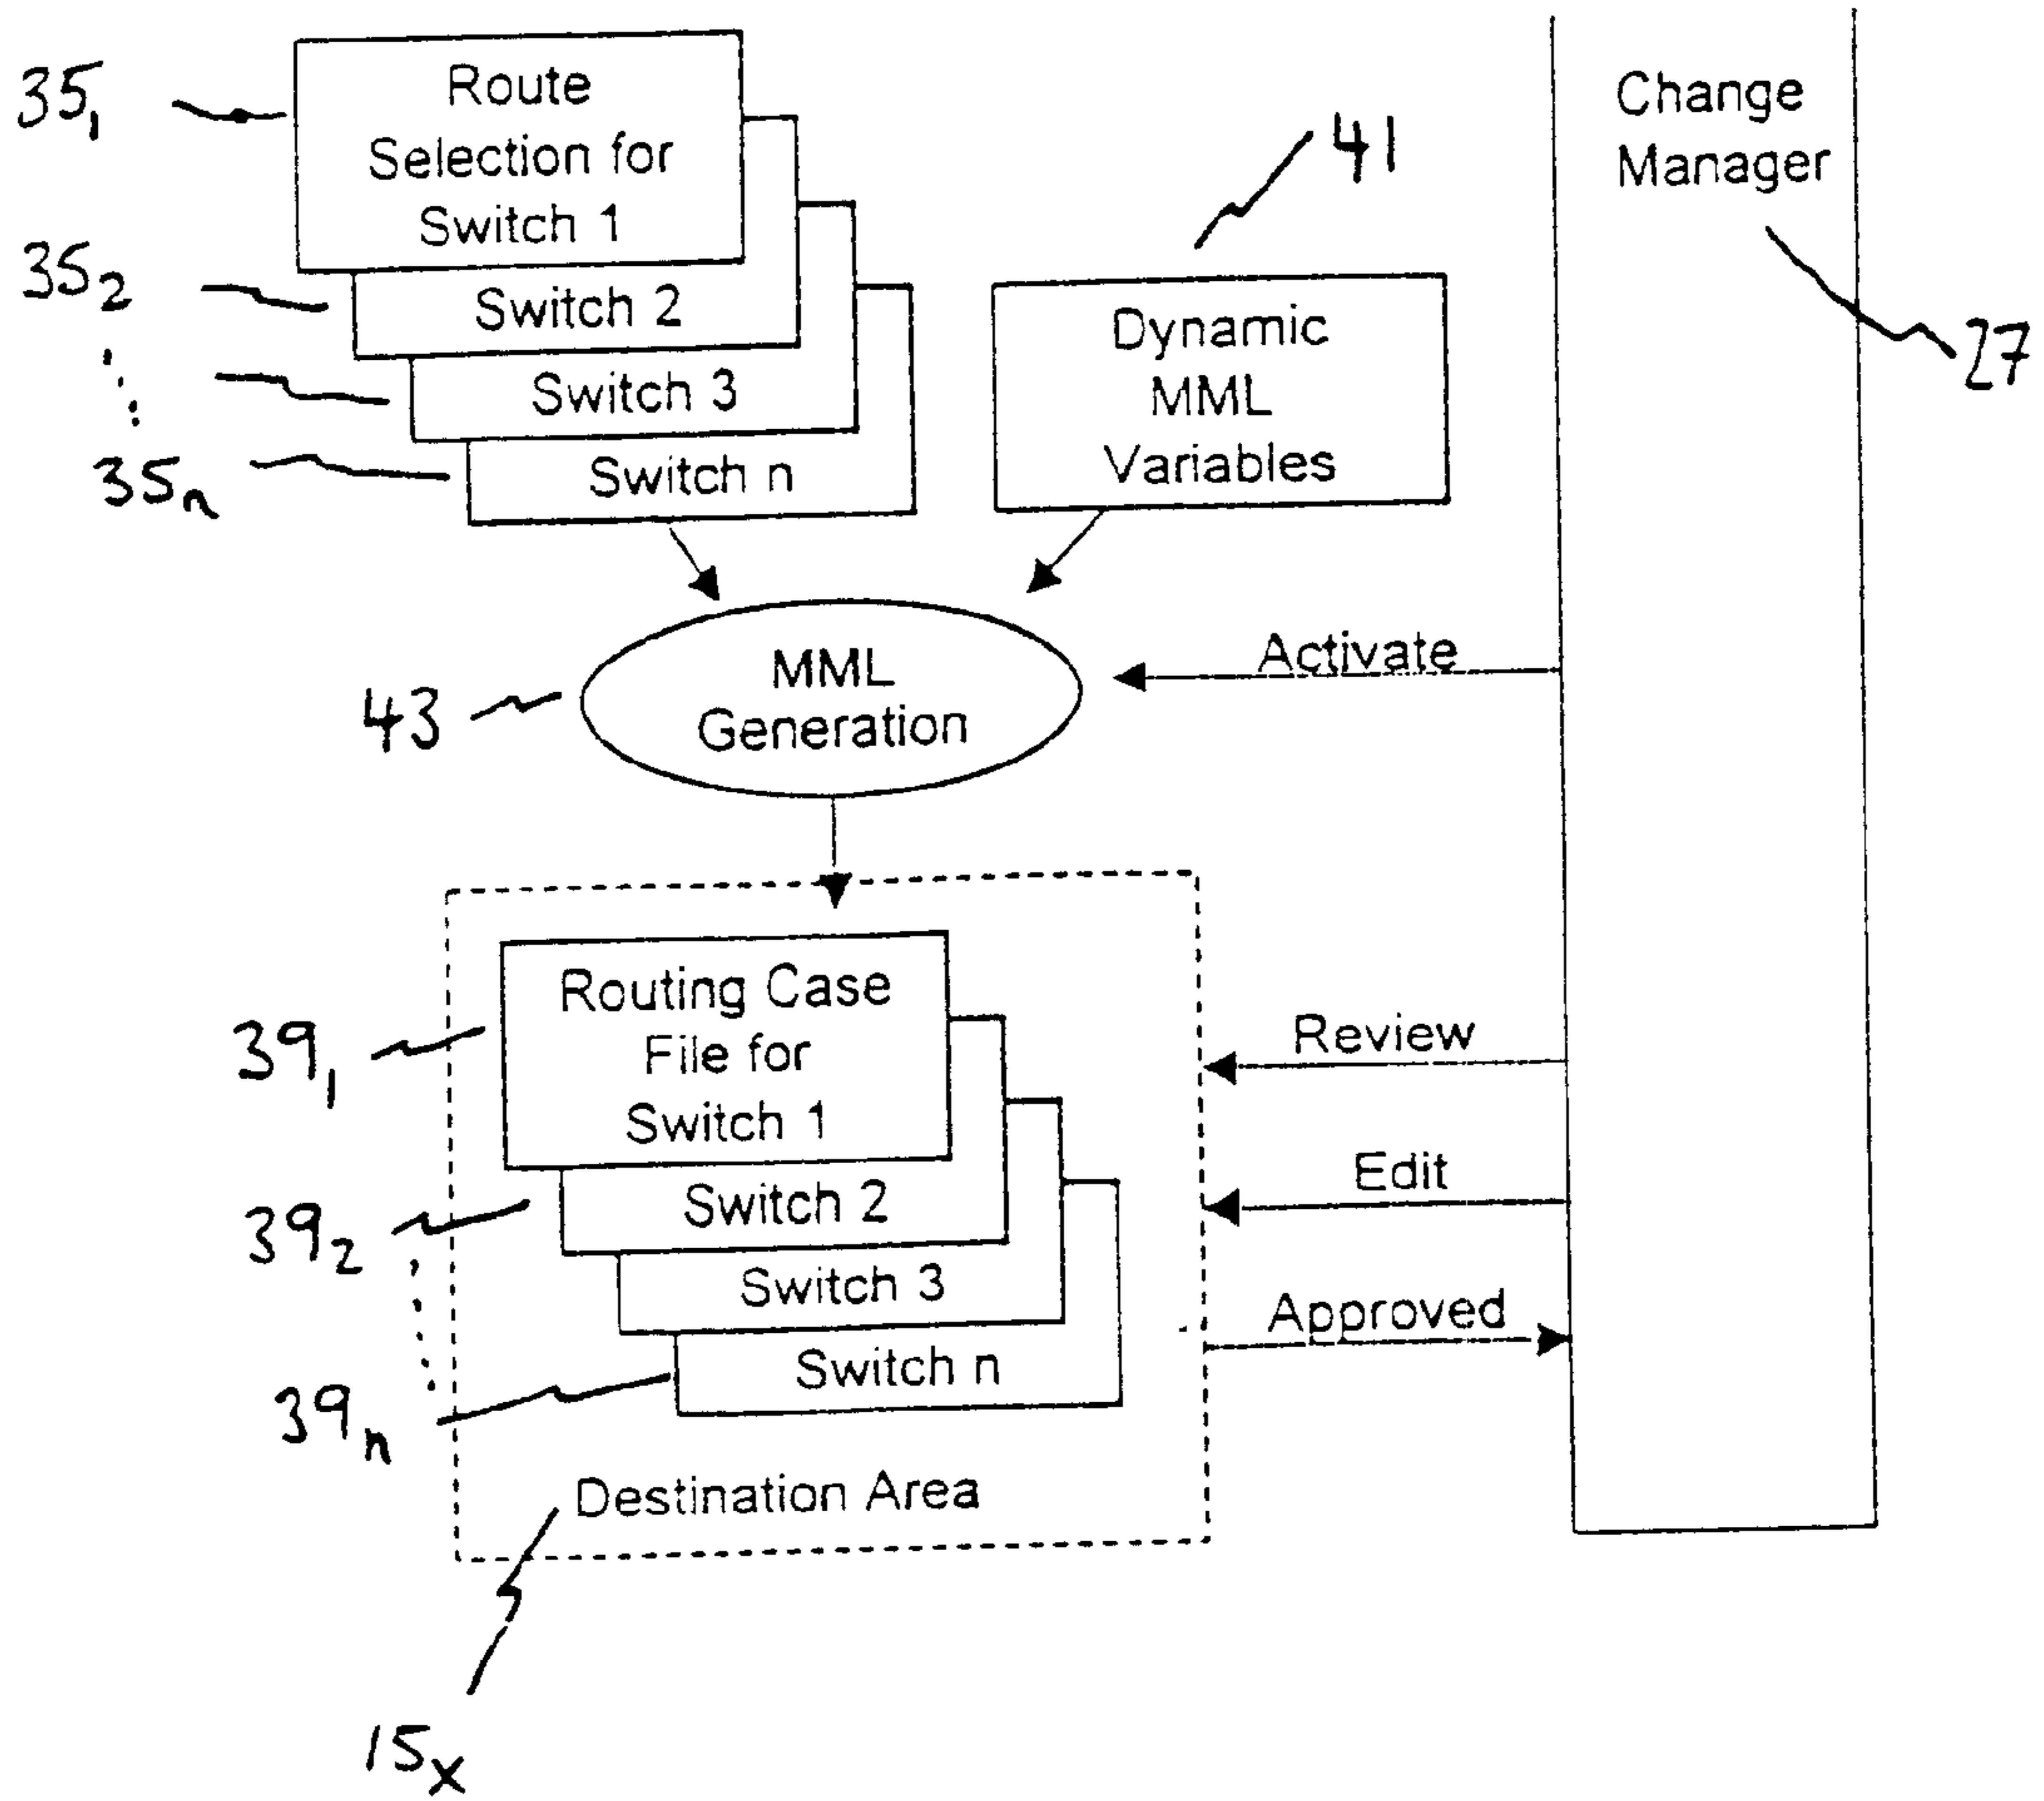 35₁
Route
Selection for
Switch 1
35₂
Switch 2
Switch 3
35ₙ
Switch n
41
Dynamic
MML
Variables
Change
Manager
27
43
MML
Generation
Activate
39₁
Routing Case
File for
Switch 1
39₂
Switch 2
Switch 3
39ₙ
Switch n
Review
Edit
Approved
Destination Area
15ₓ